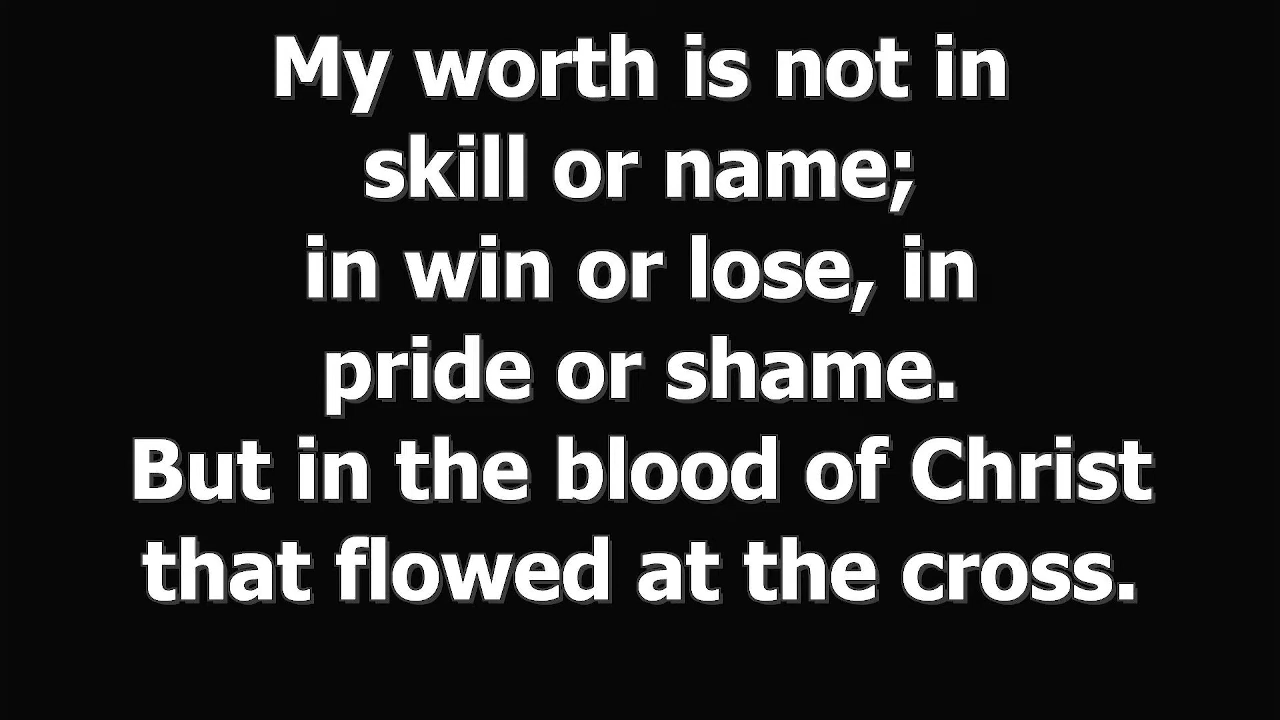 My worth is not in
skill or name;
in win or lose, in
pride or shame.
But in the blood of Christ
that flowed at the cross.